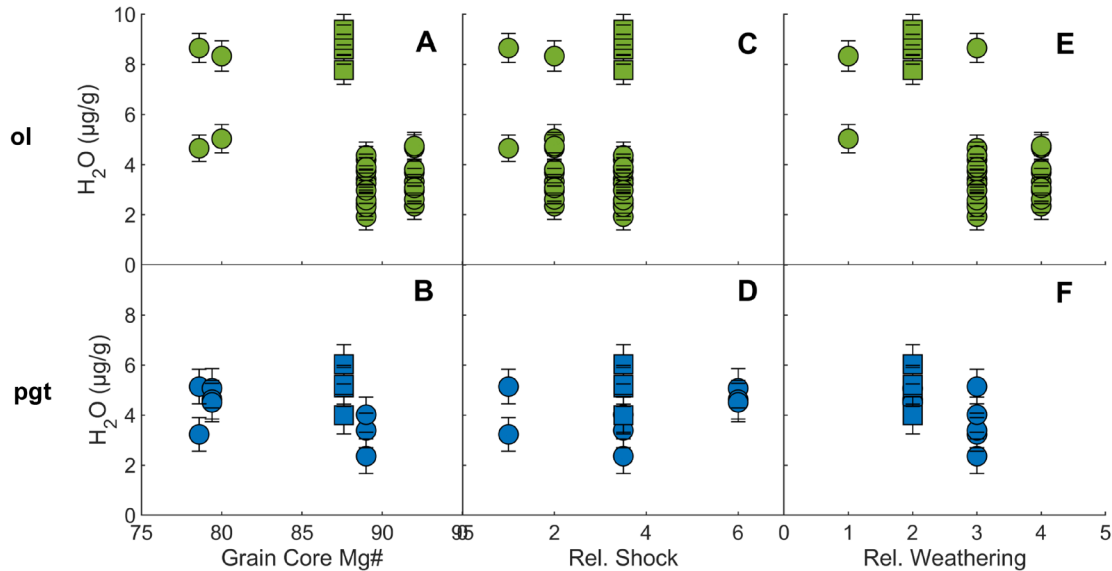 10
8
6
4
2
0
H₂O (µg/g)
ol
A
C
E
10
8
6
4
2
0
H₂O (µg/g)
pgt
B
D
F
75 80 85 90 95
0 2 4 6
0 1 2 3 4 5
Grain Core Mg#
Rel. Shock
Rel. Weathering